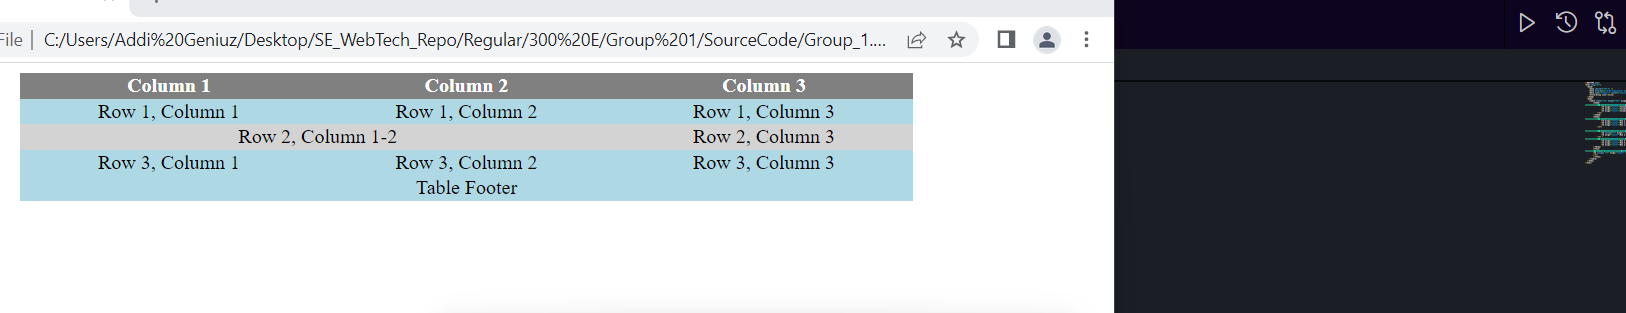 File | C:/Users/Addi%20Geniuz/Desktop/SE_WebTech_Repo/Regular/300%20E/Group%201/SourceCode/Group_1....
Column 1 Column 2 Column 3
Row 1, Column 1 Row 1, Column 2 Row 1, Column 3
Row 2, Column 1-2 Row 2, Column 3
Row 3, Column 1 Row 3, Column 2 Row 3, Column 3
Table Footer